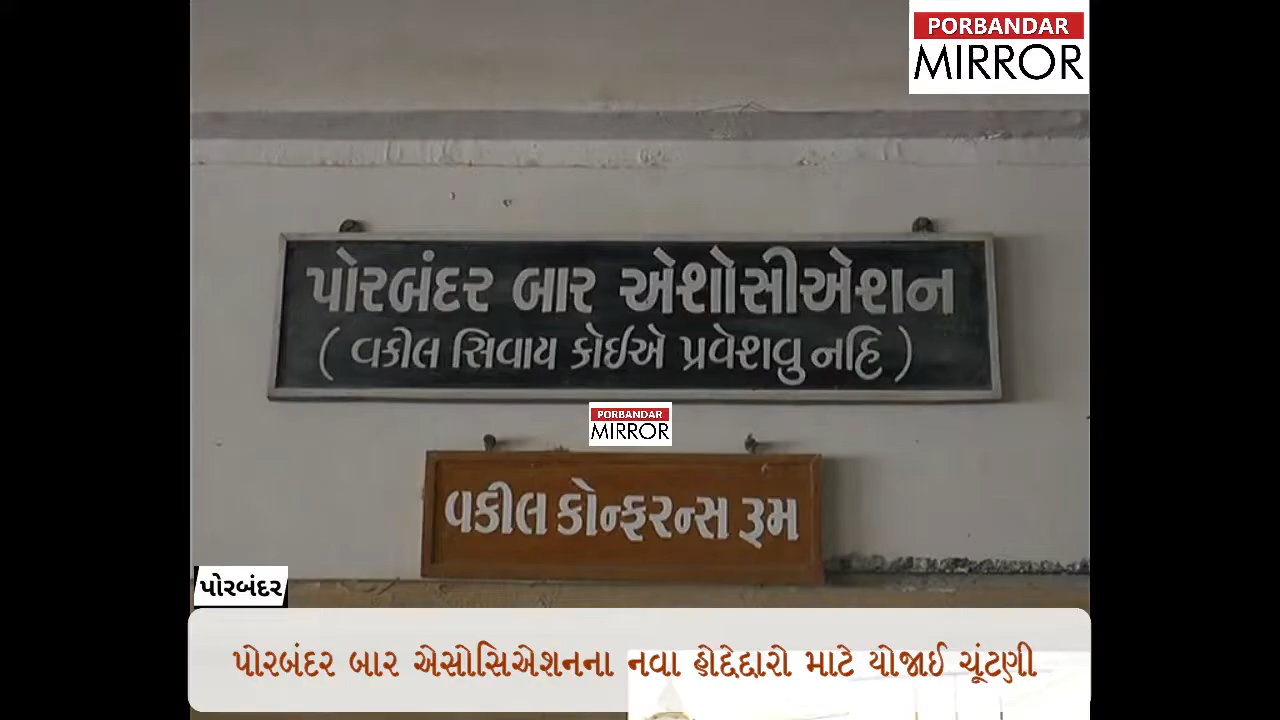 PORBANDAR
MIRROR
પોરબંદર બાર એશોસીએશન
( વકીલ સિવાય કોઈએ પ્રવેશવુ નહિ )
PORBANDAR
MIRROR
વકીલ કોન્ફરન્સ રૂમ
પોરબંદર
પોરબંદર બાર એસોસિએશનના નવા હોદ્દેદારો માટે યોજાઈ ચૂંટણી